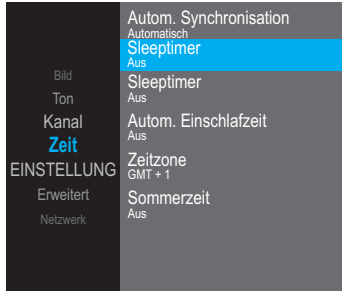 Bild
Ton
Kanal
Zeit
EINSTELLUNG
Erweitert
Netzwerk
Autom. Synchronisation
Automatisch
Sleeptimer
Aus
Sleeptimer
Aus
Autom. Einschlafzeit
Aus
Zeitzone
GMT + 1
Sommerzeit
Aus